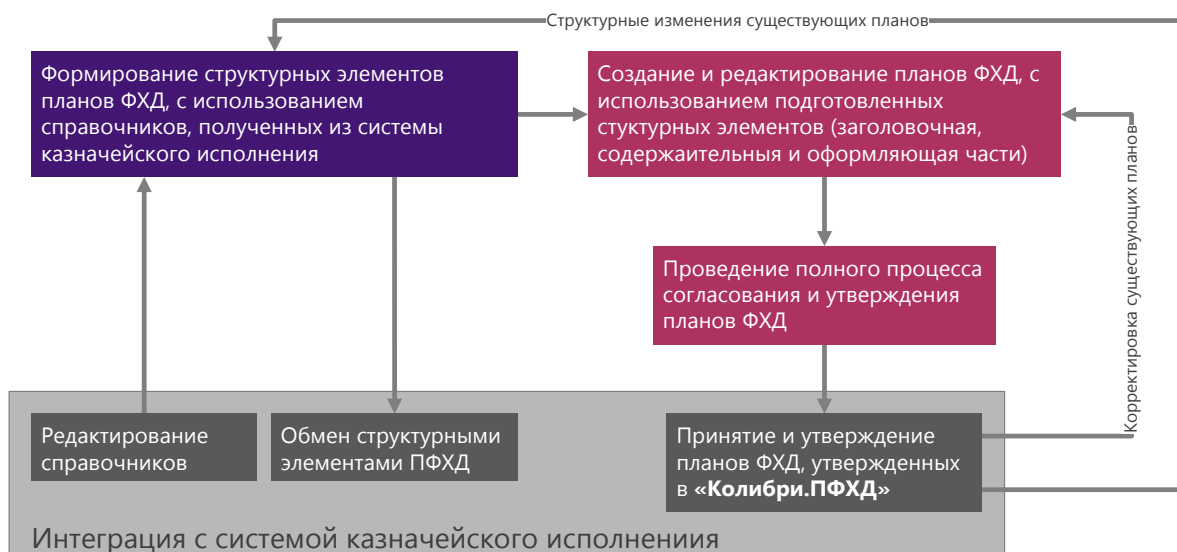 Структурные изменения существующих планов
Формирование структурных элементов
планов ФХД, с использованием
справочников, полученных из системы
казначейского исполнения
Создание и редактирование планов ФХД, с
использованием подготовленных
стуктурных элементов (заголовочная,
содержаительныя и оформляющая части)
Корректировка существующих планов
Проведение полного процесса
согласования и утверждения
планов ФХД
Редактирование
справочников
Обмен структурными
элементами ПФХД
Принятие и утверждение
планов ФХД, утвержденных
в «Колибри.ПФХД»
Интеграция с системой казначейского исполнениия